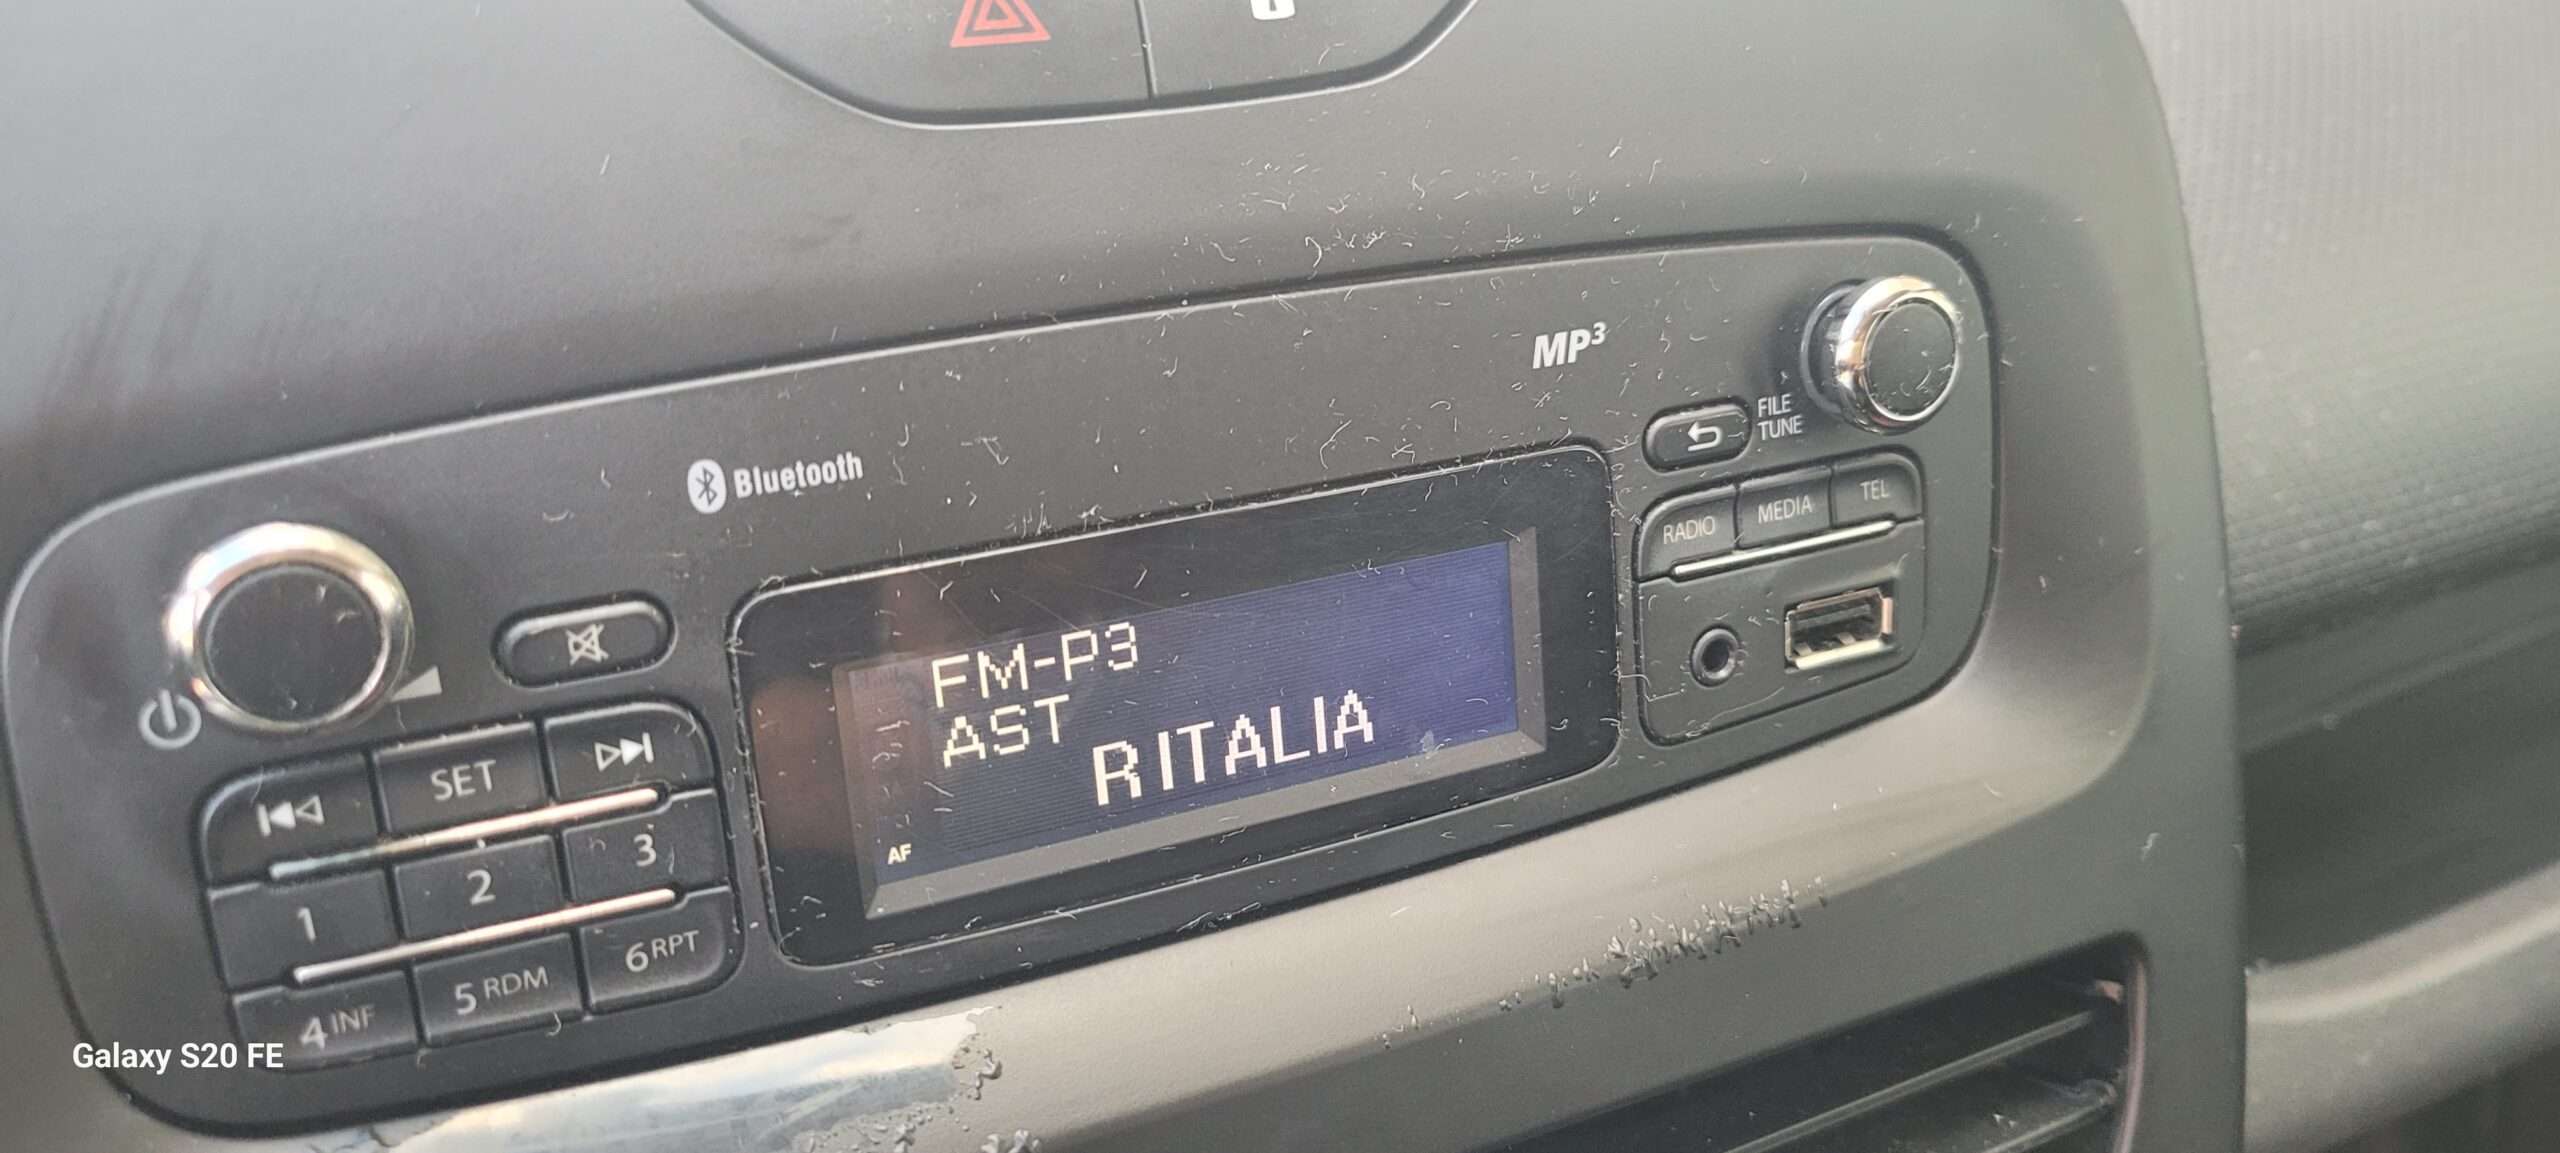 Bluetooth
MP3
FILE
TUNE
RADIO MEDIA TEL
FM-P3
AST
R ITALIA
AF
SET
1 2 3
4 INF 5 RDM 6 RPT
Galaxy S20 FE